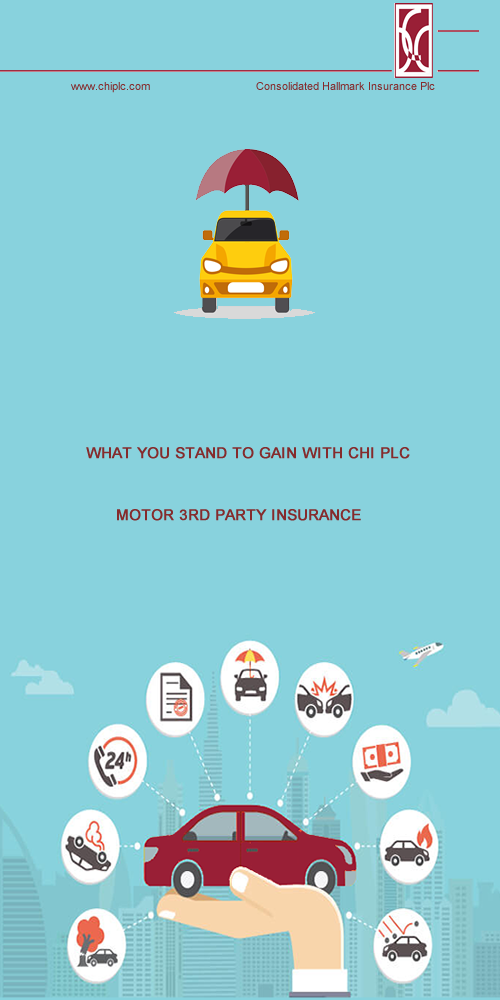 www.chiplc.com
Consolidated Hallmark Insurance Plc
WHAT YOU STAND TO GAIN WITH CHI PLC
MOTOR 3RD PARTY INSURANCE
24h